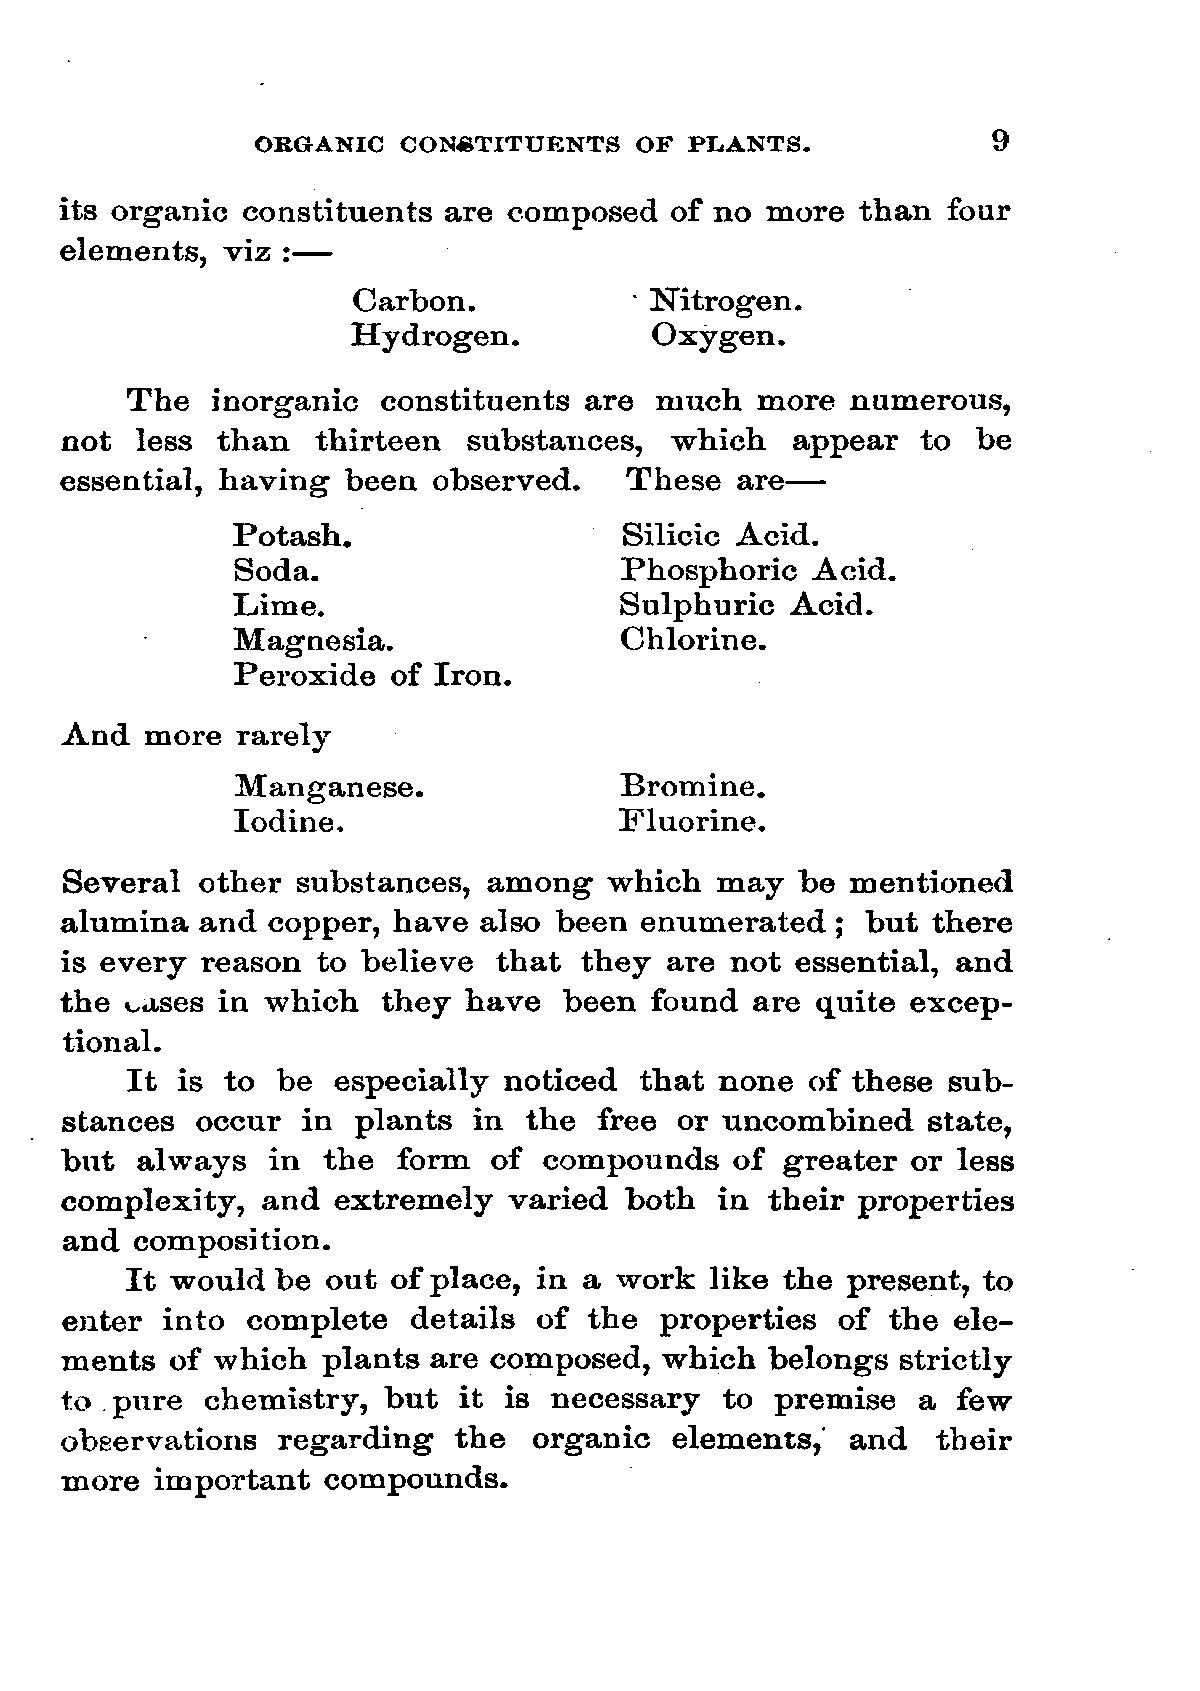 ORGANIC CONSTITUENTS OF PLANTS. 9
its organic constituents are composed of no more than four
elements, viz :—
Carbon. Nitrogen.
Hydrogen. Oxygen.
The inorganic constituents are much more numerous,
not less than thirteen substances, which appear to be
essential, having been observed. These are—
Potash. Silicic Acid.
Soda. Phosphoric Acid.
Lime. Sulphuric Acid.
Magnesia. Chlorine.
Peroxide of Iron.
And more rarely
Manganese. Bromine.
Iodine. Fluorine.
Several other substances, among which may be mentioned
alumina and copper, have also been enumerated ; but there
is every reason to believe that they are not essential, and
the cases in which they have been found are quite excep-
tional.
It is to be especially noticed that none of these sub-
stances occur in plants in the free or uncombined state,
but always in the form of compounds of greater or less
complexity, and extremely varied both in their properties
and composition.
It would be out of place, in a work like the present, to
enter into complete details of the properties of the ele-
ments of which plants are composed, which belongs strictly
to pure chemistry, but it is necessary to premise a few
observations regarding the organic elements, and their
more important compounds.